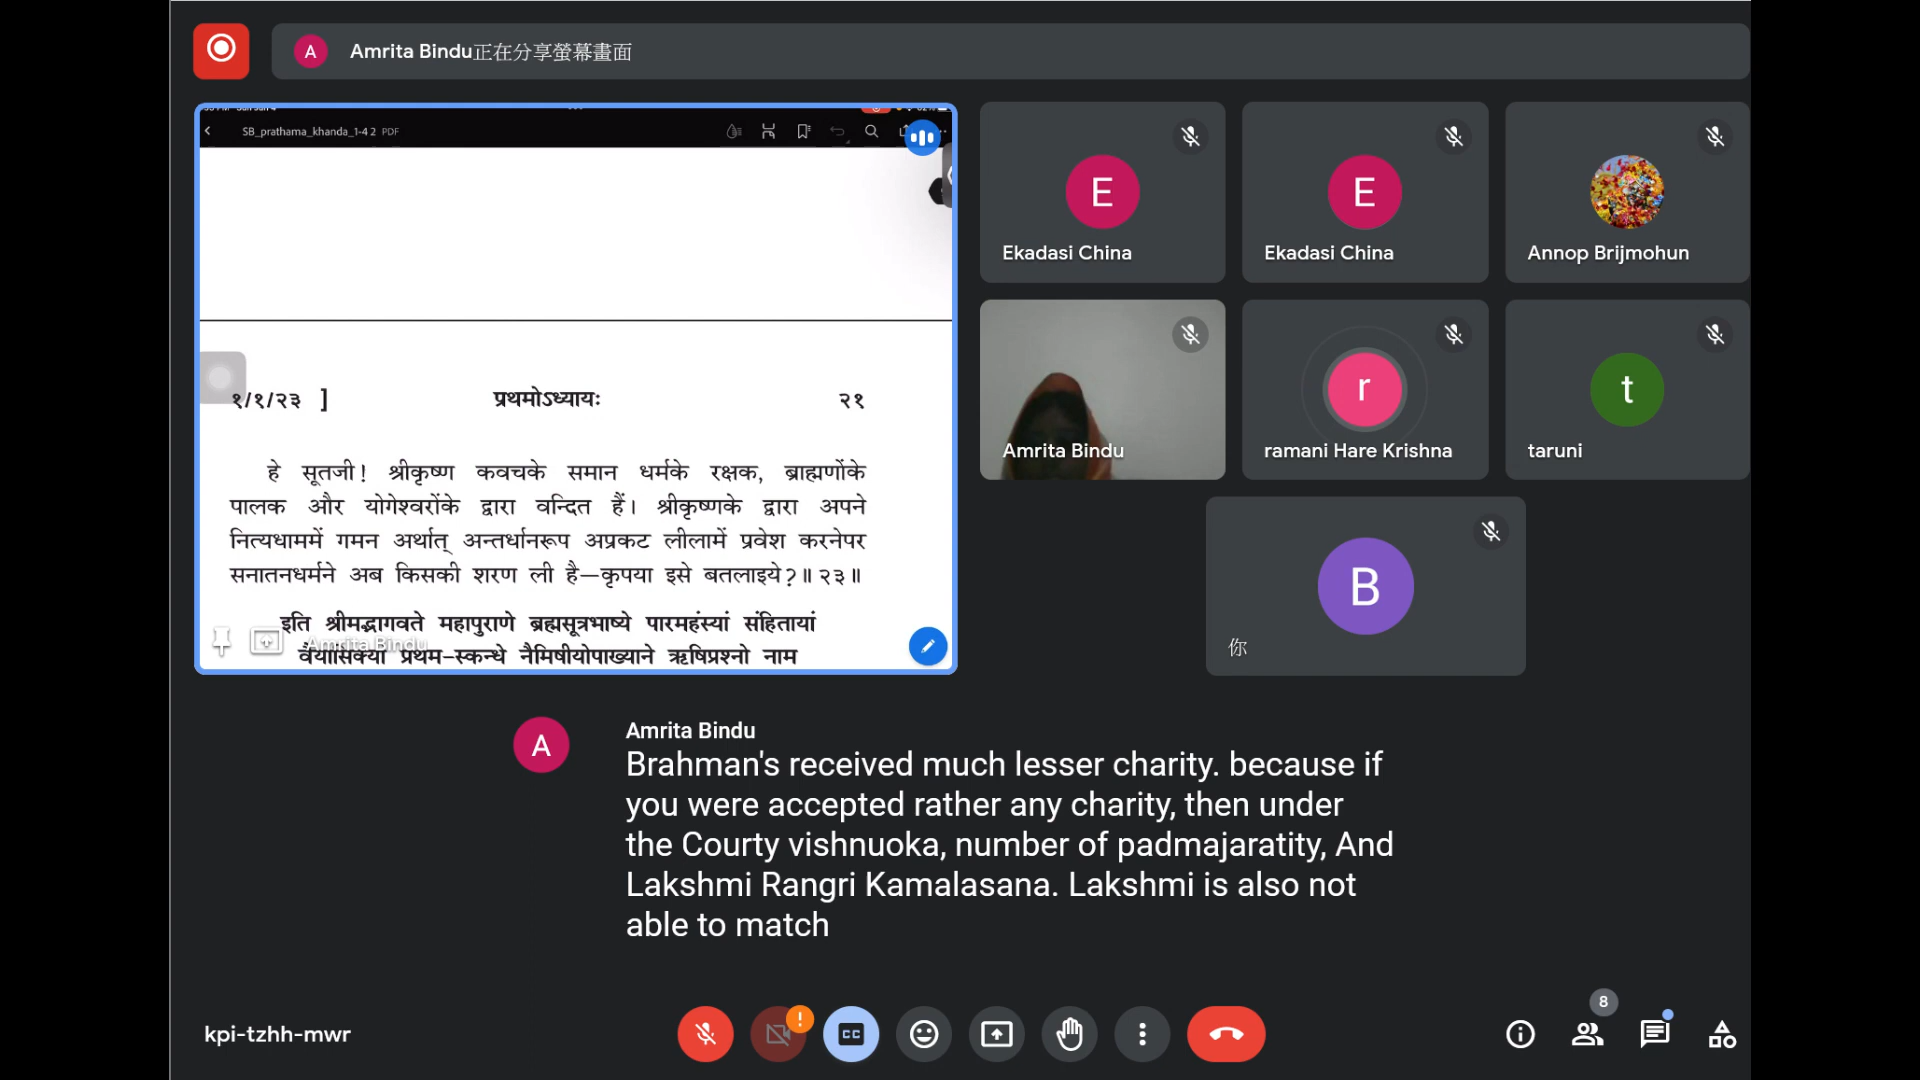 A Amrita Bindu正在分享螢幕畫面
SB_prathama_khanda_1-4 2 PDF
१/१/२३ ] प्रथमोऽध्यायः २१
हे सूतजी! श्रीकृष्ण कवचके समान धर्मके रक्षक, ब्राह्मणोंके
पालक और योगेश्वरोंके द्वारा वन्दित हैं। श्रीकृष्णके द्वारा अपने
नित्यधाममें गमन अर्थात् अन्तर्धानरूप अप्रकट लीलामें प्रवेश करनेपर
सनातनधर्मने अब किसकी शरण ली है—कृपया इसे बतलाइये?॥ २३॥
इति श्रीमद्भागवते महापुराणे ब्रह्मसूत्रभाष्ये पारमहंस्यां संहितायां
वैयासिक्यां प्रथम-स्कन्धे नैमिषीयोपाख्याने ऋषिप्रश्नो नाम
Amrita Bindu
E
Ekadasi China
E
Ekadasi China
Annop Brijmohun
Amrita Bindu
r
ramani Hare Krishna
t
taruni
B
你
A
Amrita Bindu
Brahman's received much lesser charity. because if
you were accepted rather any charity, then under
the Courty vishnuoka, number of padmajaratity, And
Lakshmi Rangri Kamalasana. Lakshmi is also not
able to match
kpi-tzhh-mwr
!
CC
8